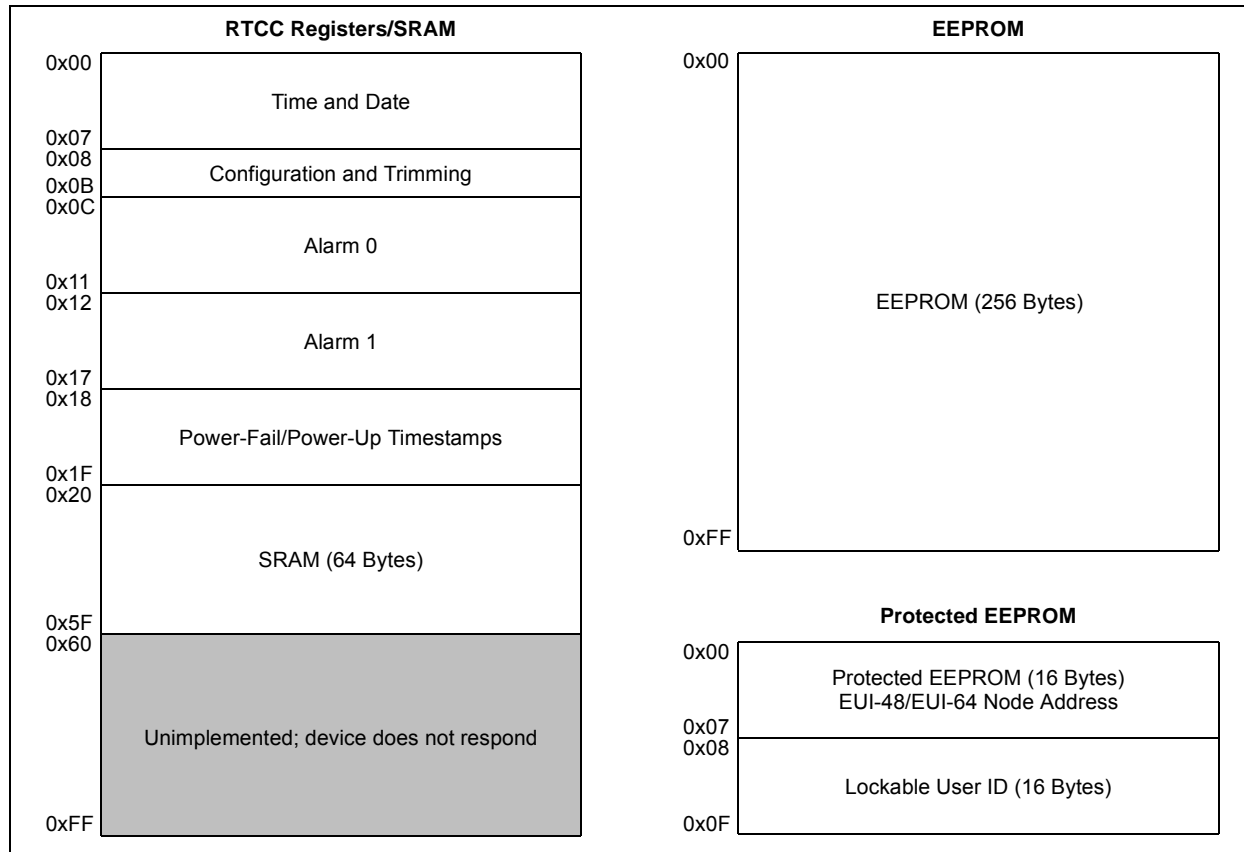 RTCC Registers/SRAM
0x00
Time and Date
0x07
0x08
Configuration and Trimming
0x0B
0x0C
Alarm 0
0x11
0x12
Alarm 1
0x17
0x18
Power-Fail/Power-Up Timestamps
0x1F
0x20
SRAM (64 Bytes)
0x5F
0x60
Unimplemented; device does not respond
0xFF
EEPROM
0x00
EEPROM (256 Bytes)
0xFF
Protected EEPROM
0x00
Protected EEPROM (16 Bytes)
EUI-48/EUI-64 Node Address
0x07
0x08
Lockable User ID (16 Bytes)
0x0F